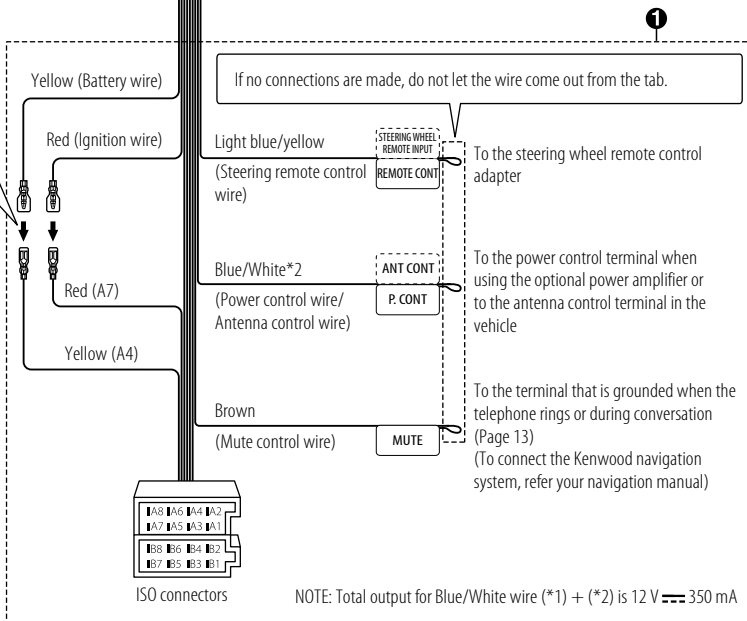 ❶
If no connections are made, do not let the wire come out from the tab.
Yellow (Battery wire)
Red (Ignition wire)
Light blue/yellow
(Steering remote control
wire)
STEERING WHEEL
REMOTE INPUT
REMOTE CONT
To the steering wheel remote control
adapter
Blue/White*2
(Power control wire/
Antenna control wire)
ANT CONT
P. CONT
To the power control terminal when
using the optional power amplifier or
to the antenna control terminal in the
vehicle
Red (A7)
Yellow (A4)
Brown
(Mute control wire)
MUTE
To the terminal that is grounded when the
telephone rings or during conversation
(Page 13)
(To connect the Kenwood navigation
system, refer your navigation manual)
A8 A6 A4 A2
A7 A5 A3 A1
B8 B6 B4 B2
B7 B5 B3 B1
ISO connectors
NOTE: Total output for Blue/White wire (*1) + (*2) is 12 V ⎓ 350 mA